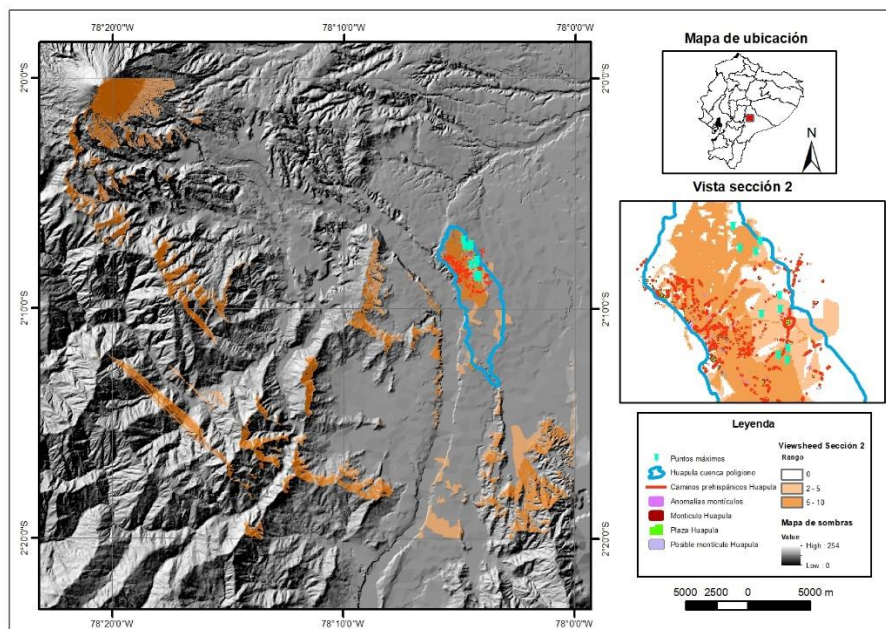 78°20'0"W 78°10'0"W 78°0'0"W
2°0'0"S 2°0'0"S
2°10'0"S 2°10'0"S
2°20'0"S 2°20'0"S
78°20'0"W 78°10'0"W 78°0'0"W
Mapa de ubicación
N
Vista sección 2
Leyenda
Puntos máximos
Huapula cuenca poligiono
Caminos prehispánicos Huapula
Anomalías montículos
Monticulo Huapula
Plaza Huapula
Posible montículo Huapula
Viewsheed Sección 2
Rango
0
2 - 5
5 - 10
Mapa de sombras
Value
High : 254
Low : 0
5000 2500 0 5000 m